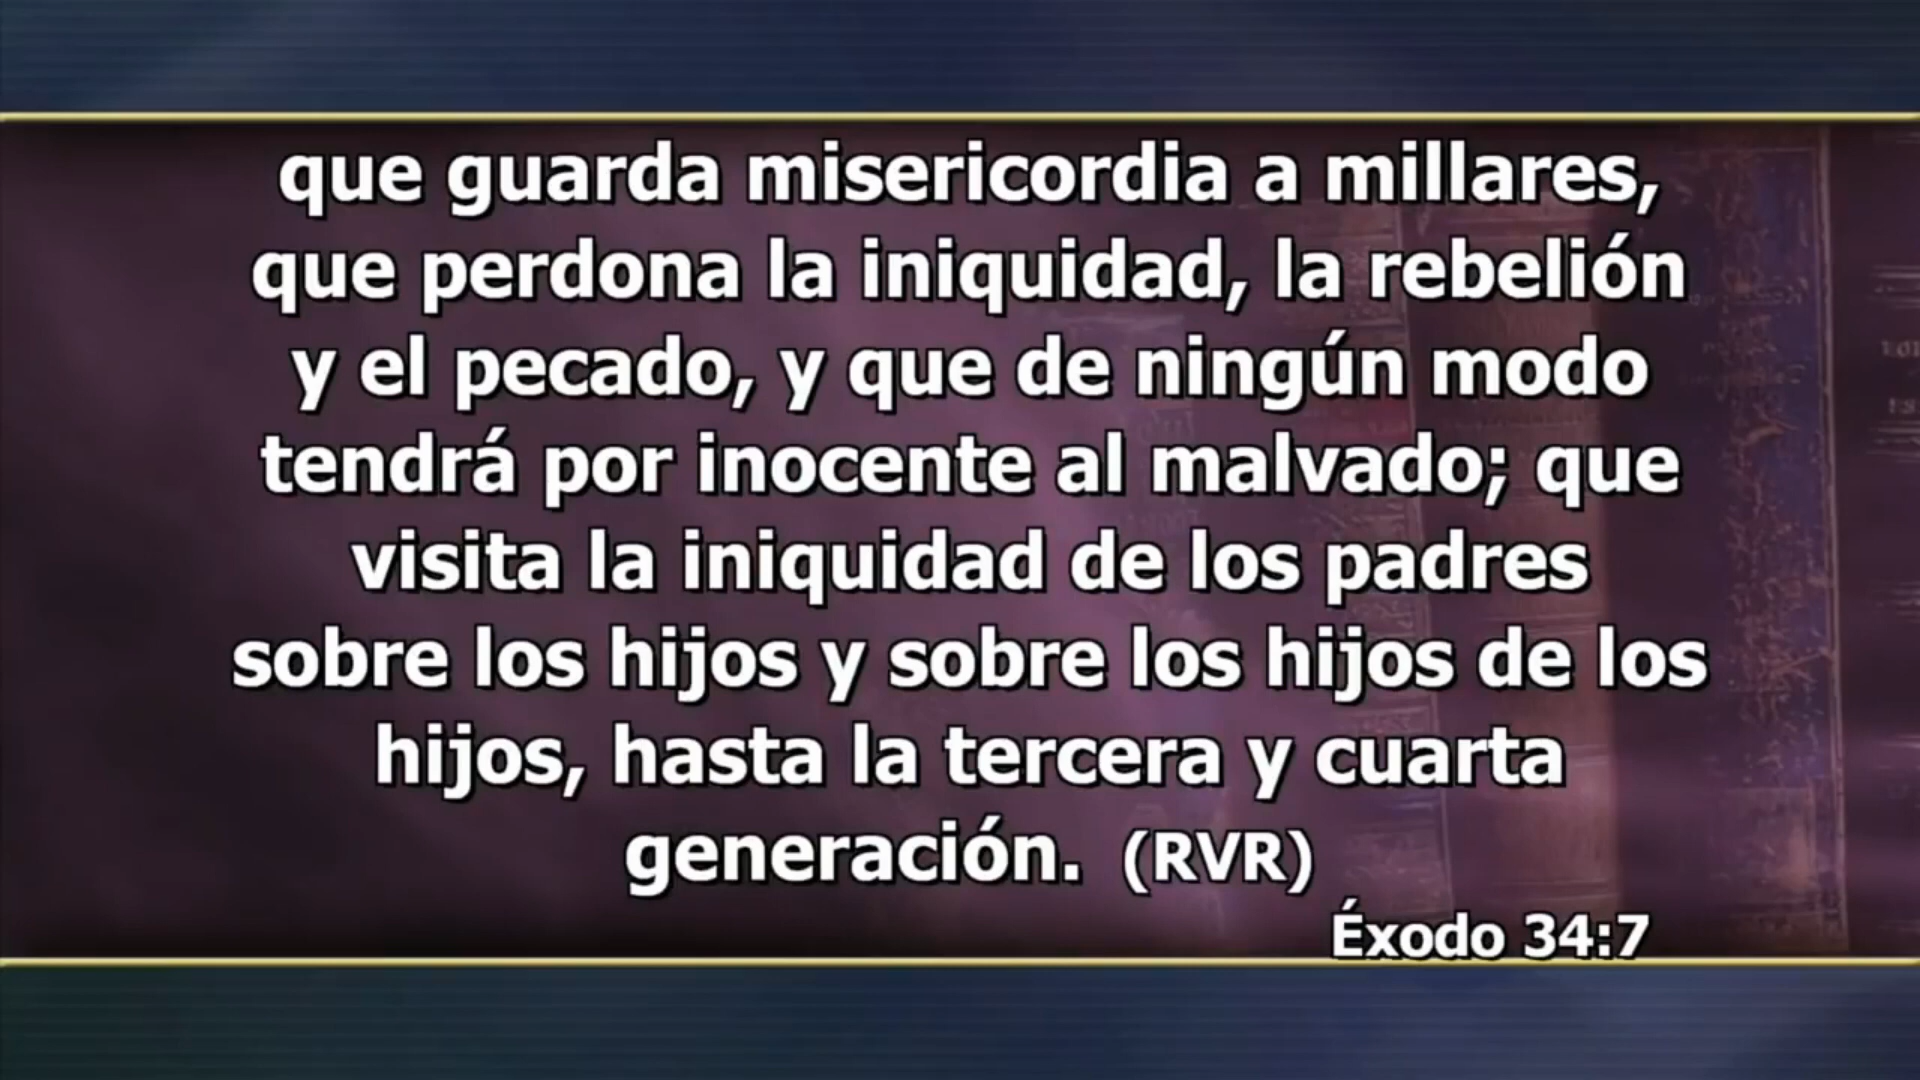 que guarda misericordia a millares,
que perdona la iniquidad, la rebelión
y el pecado, y que de ningún modo
tendrá por inocente al malvado; que
visita la iniquidad de los padres
sobre los hijos y sobre los hijos de los
hijos, hasta la tercera y cuarta
generación. (RVR)
Éxodo 34:7